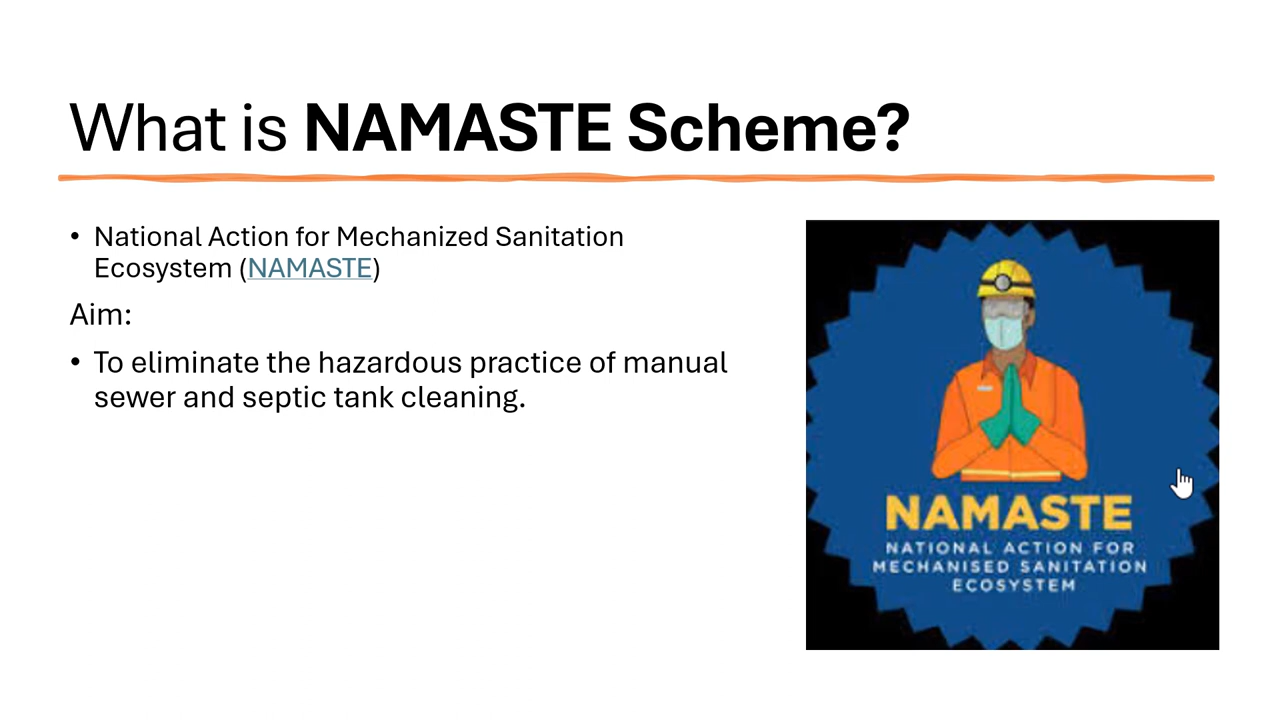 What is NAMASTE Scheme?
• National Action for Mechanized Sanitation
Ecosystem (NAMASTE)
Aim:
• To eliminate the hazardous practice of manual
sewer and septic tank cleaning.
NAMASTE
NATIONAL ACTION FOR
MECHANISED SANITATION
ECOSYSTEM